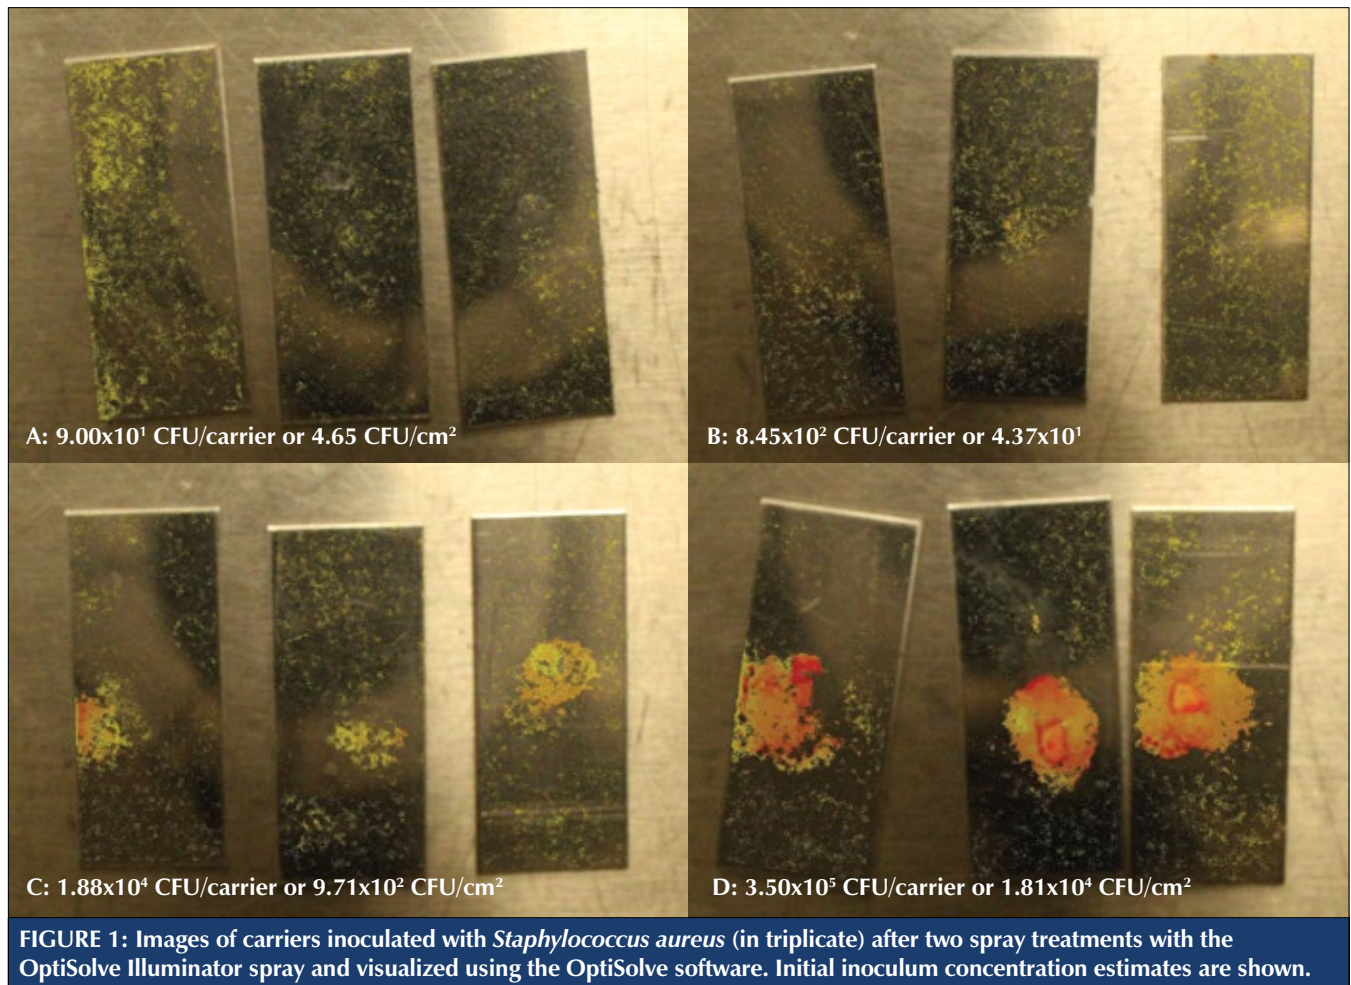 A: 9.00x10¹ CFU/carrier or 4.65 CFU/cm²
B: 8.45x10² CFU/carrier or 4.37x10¹
C: 1.88x10⁴ CFU/carrier or 9.71x10² CFU/cm²
D: 3.50x10⁵ CFU/carrier or 1.81x10⁴ CFU/cm²
FIGURE 1: Images of carriers inoculated with Staphylococcus aureus (in triplicate) after two spray treatments with the
OptiSolve Illuminator spray and visualized using the OptiSolve software. Initial inoculum concentration estimates are shown.